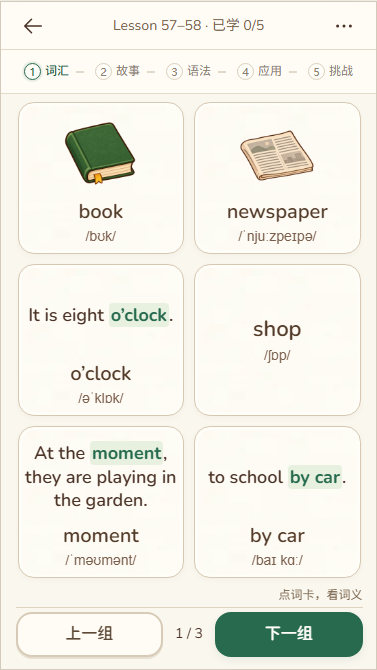 Lesson 57–58 · 已学 0/5
1 词汇 – 2 故事 – 3 语法 – 4 应用 – 5 挑战
book
/bʊk/
newspaper
/ˈnjuːzpeɪpə/
It is eight o’clock.
o’clock
/əˈklɒk/
shop
/ʃɒp/
At the moment,
they are playing in
the garden.
moment
/ˈməʊmənt/
to school by car.
by car
/baɪ kɑː/
点词卡，看词义
上一组
1 / 3
下一组